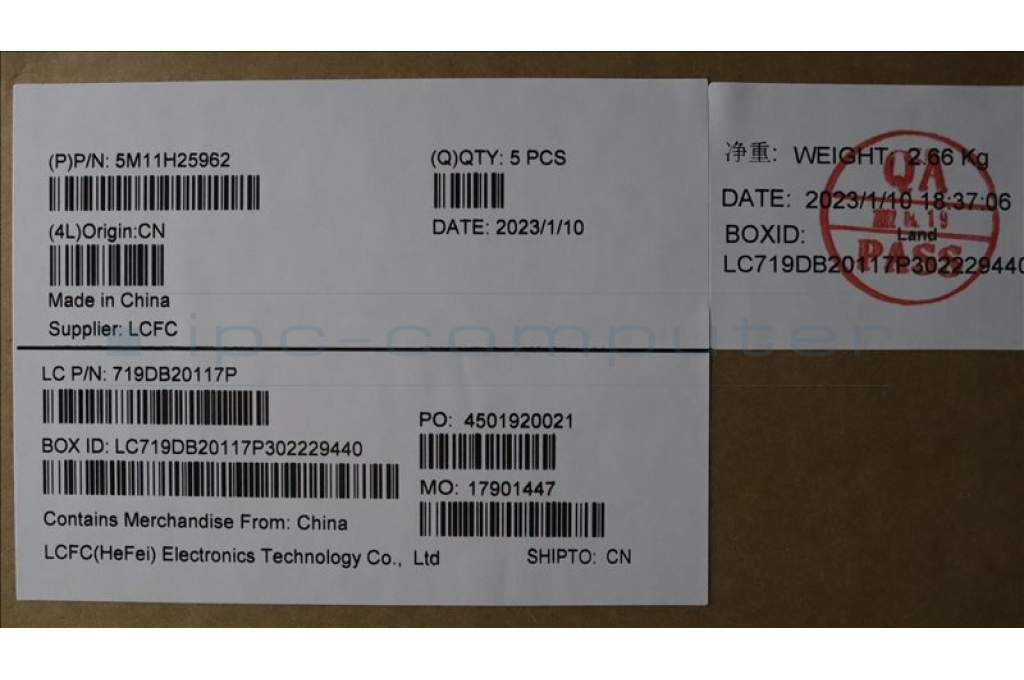 (P)P/N: 5M11H25962
(Q)QTY: 5 PCS
(4L)Origin:CN
DATE: 2023/1/10
Made in China
Supplier: LCFC
LC P/N: 719DB20117P
PO: 4501920021
BOX ID: LC719DB20117P302229440
MO: 17901447
Contains Merchandise From: China
LCFC(HeFei) Electronics Technology Co., Ltd
SHIPTO: CN
净重: WEIGHT 2.66 Kg
DATE: 2023/1/10 18:37:06
BOXID:
LC719DB20117P302229440
QA
Land
PASS
ipc-computer